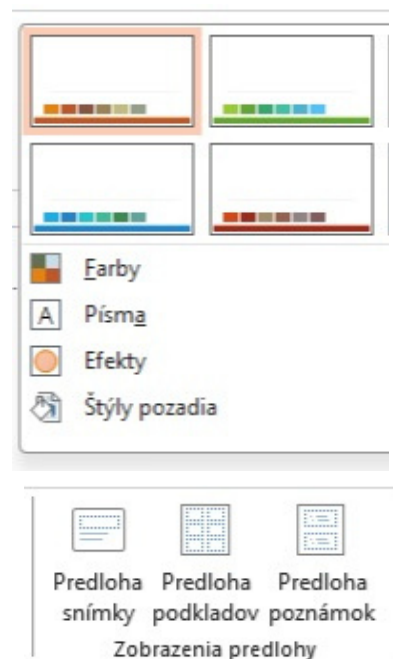 Farby
A Písma
Efekty
Štýly pozadia
Predloha snímky
Predloha podkladov
Predloha poznámok
Zobrazenia predlohy